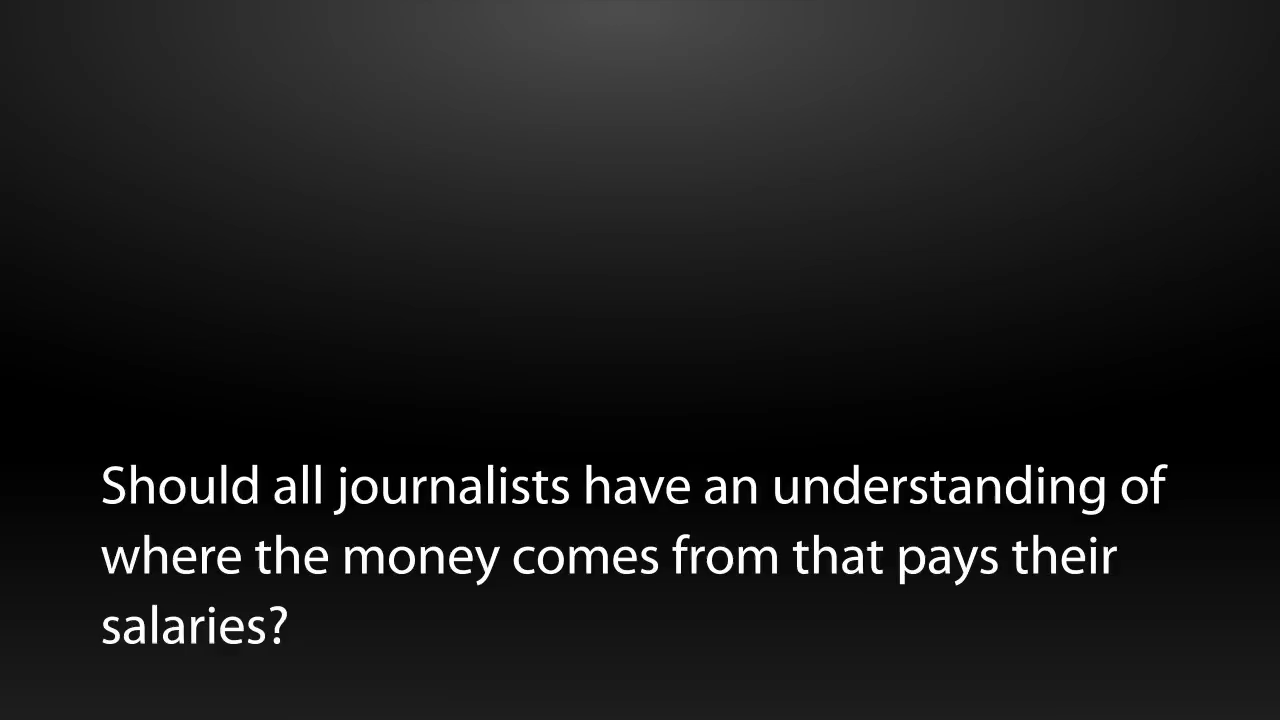 Should all journalists have an understanding of
where the money comes from that pays their
salaries?